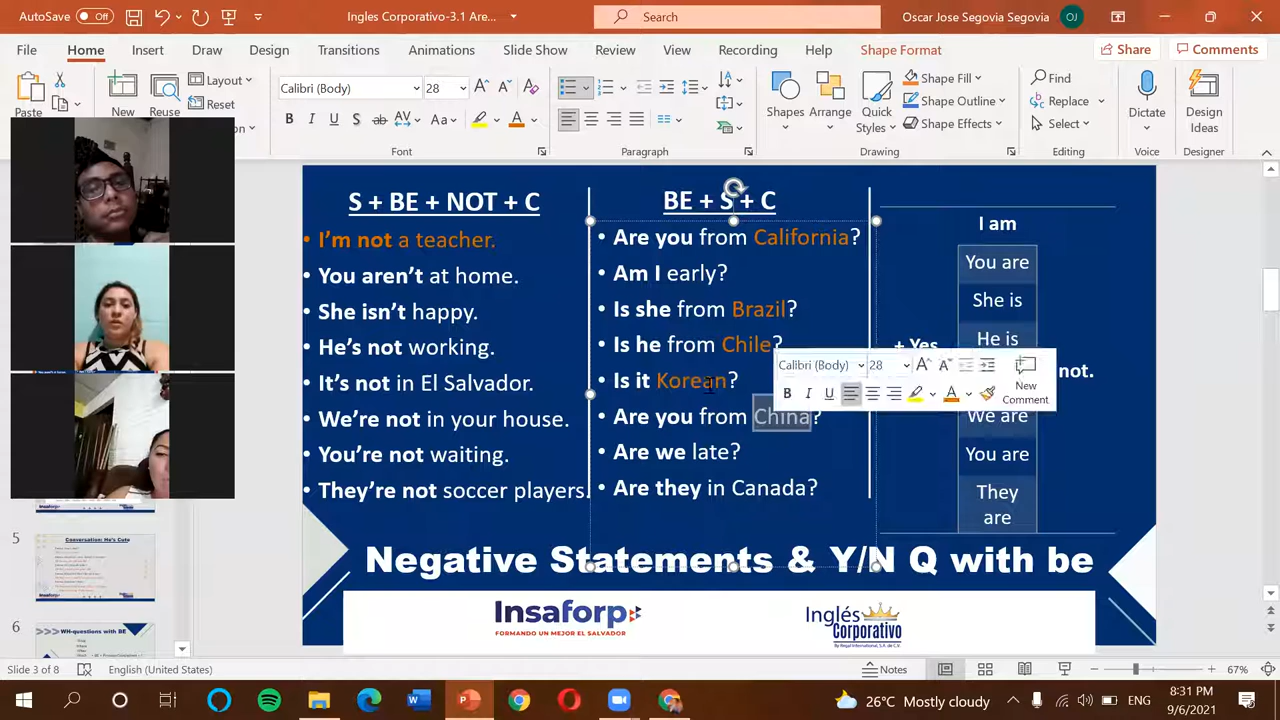 AutoSave Off
Ingles Corporativo-3.1 Are...
Search
Oscar Jose Segovia Segovia
OJ
File Home Insert Draw Design Transitions Animations Slide Show Review View Recording Help Shape Format
Share
Comments
New
Reuse
Layout
Reset
Calibri (Body) 28
Shapes
Arrange
Quick Styles
Shape Fill
Shape Outline
Shape Effects
Find
Replace
Select
Dictate
Design Ideas
Font
Paragraph
Drawing
Editing
Voice
Designer
S + BE + NOT + C
• I'm not a teacher.
• You aren't at home.
• She isn't happy.
• He's not working.
• It's not in El Salvador.
• We're not in your house.
• You're not waiting.
• They're not soccer players.
BE + S + C
• Are you from California?
• Am I early?
• Is she from Brazil?
• Is he from Chile?
• Is it Korean?
• Are you from China?
• Are we late?
• Are they in Canada?
I am
You are
She is
He is
+ Yes
not.
We are
You are
They are
Calibri (Body) 28
New Comment
Negative Statements & Y/N Q with be
Insaforp
FORMANDO UN MEJOR EL SALVADOR
Inglés Corporativo
By Regal International, S.A. de C.V.
5
Conversation: He's Cute
6
WH-questions with BE
Slide 3 of 8
English (United States)
Notes
67%
26°C Mostly cloudy
ENG
8:31 PM
9/6/2021